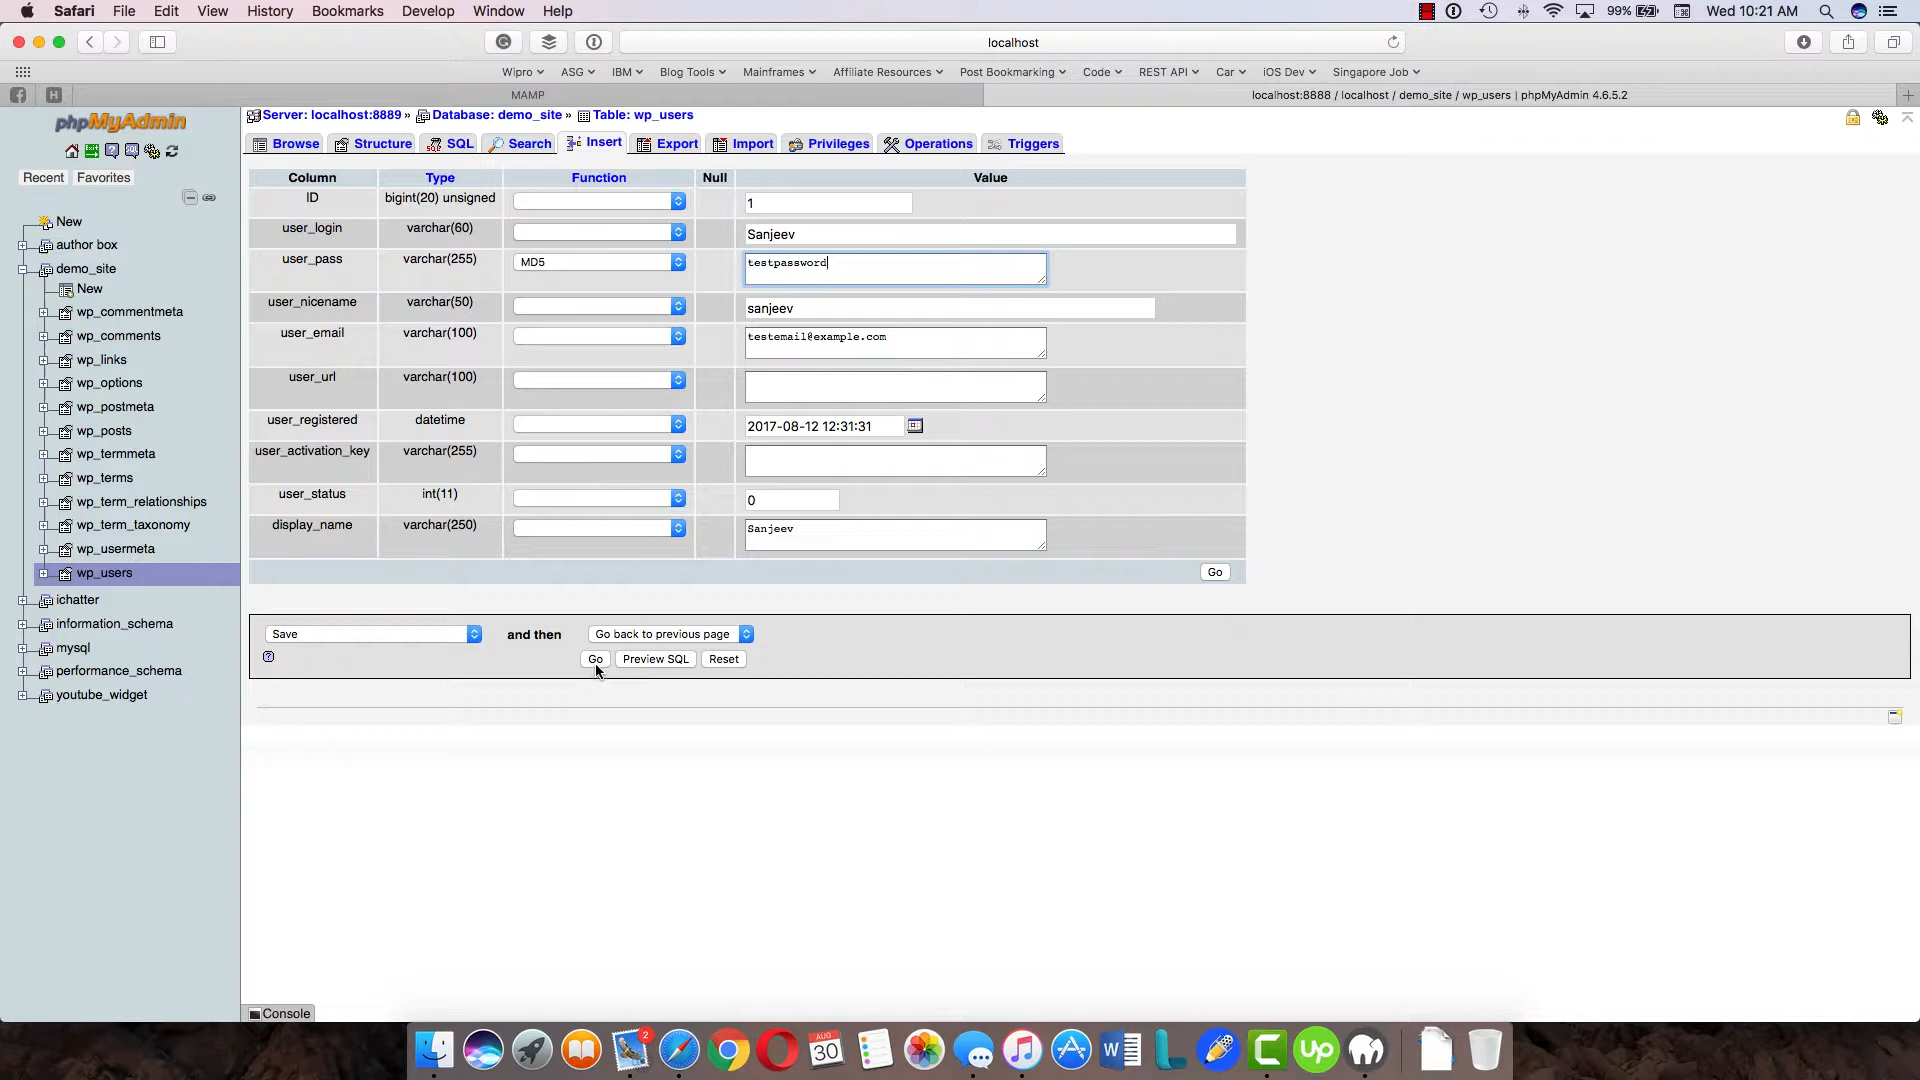 Safari File Edit View History Bookmarks Develop Window Help 99% Wed 10:21 AM
localhost
Wipro ASG IBM Blog Tools Mainframes Affiliate Resources Post Bookmarking Code REST API Car iOS Dev Singapore Job
MAMP localhost:8888 / localhost / demo_site / wp_users | phpMyAdmin 4.6.5.2
phpMyAdmin
Recent Favorites
New
author box
demo_site
New
wp_commentmeta
wp_comments
wp_links
wp_options
wp_postmeta
wp_posts
wp_termmeta
wp_terms
wp_term_relationships
wp_term_taxonomy
wp_usermeta
wp_users
ichatter
information_schema
mysql
performance_schema
youtube_widget
Server: localhost:8889 » Database: demo_site » Table: wp_users
Browse Structure SQL Search Insert Export Import Privileges Operations Triggers
Column Type Function Null Value
ID bigint(20) unsigned 1
user_login varchar(60) Sanjeev
user_pass varchar(255) MD5 testpassword
user_nicename varchar(50) sanjeev
user_email varchar(100) testemail@example.com
user_url varchar(100)
user_registered datetime 2017-08-12 12:31:31
user_activation_key varchar(255)
user_status int(11) 0
display_name varchar(250) Sanjeev
Go
Save and then Go back to previous page
Go Preview SQL Reset
Console
2 AUG 30 W Up